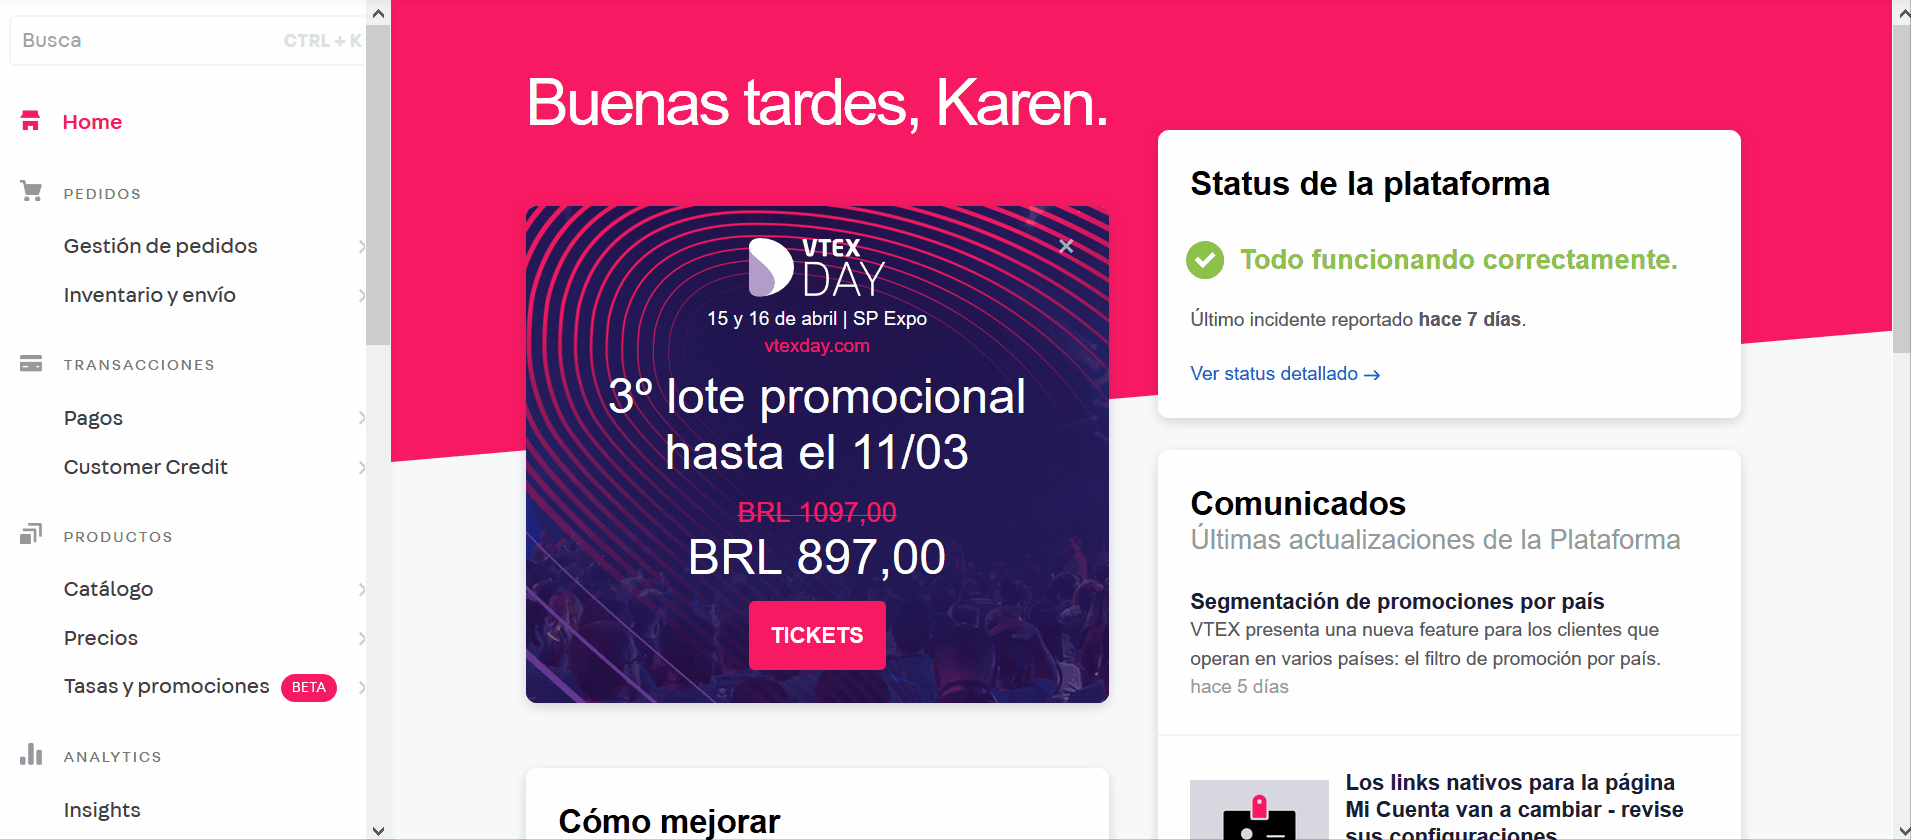 Busca CTRL + K
Home
PEDIDOS
Gestión de pedidos
Inventario y envío
TRANSACCIONES
Pagos
Customer Credit
PRODUCTOS
Catálogo
Precios
Tasas y promociones BETA
ANALYTICS
Insights
Buenas tardes, Karen.
VTEX
DAY
15 y 16 de abril | SP Expo
vtexday.com
3º lote promocional
hasta el 11/03
BRL 1097,00
BRL 897,00
TICKETS
Cómo mejorar
Status de la plataforma
Todo funcionando correctamente.
Último incidente reportado hace 7 días.
Ver status detallado →
Comunicados
Últimas actualizaciones de la Plataforma
Segmentación de promociones por país
VTEX presenta una nueva feature para los clientes que
operan en varios países: el filtro de promoción por país.
hace 5 días
Los links nativos para la página
Mi Cuenta van a cambiar - revise
sus configuraciones